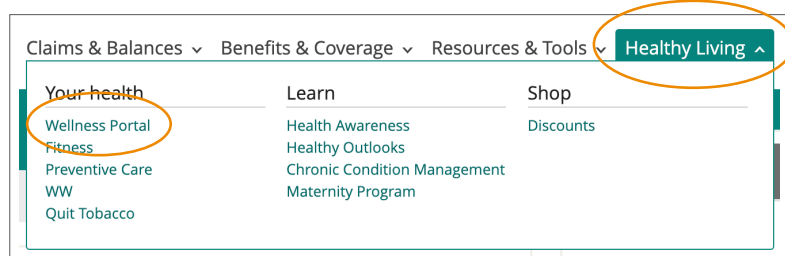 Claims & Balances Benefits & Coverage Resources & Tools Healthy Living
Your health
Wellness Portal
Fitness
Preventive Care
WW
Quit Tobacco
Learn
Health Awareness
Healthy Outlooks
Chronic Condition Management
Maternity Program
Shop
Discounts